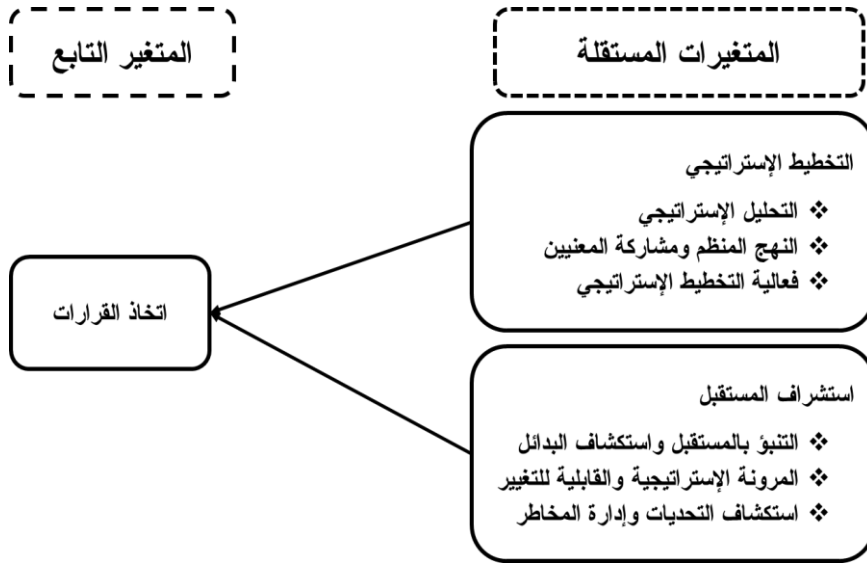 المتغيرات المستقلة
المتغير التابع
التخطيط الإستراتيجي
❖ التحليل الإستراتيجي
❖ النهج المنظم ومشاركة المعنيين
❖ فعالية التخطيط الإستراتيجي
اتخاذ القرارات
استشراف المستقبل
❖ التنبؤ بالمستقبل واستكشاف البدائل
❖ المرونة الإستراتيجية والقابلية للتغيير
❖ استكشاف التحديات وإدارة المخاطر